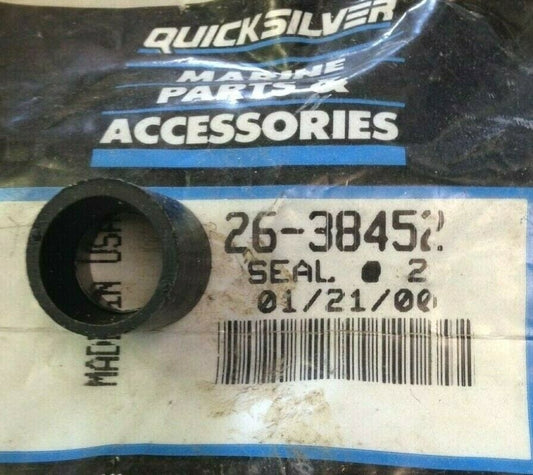 QUICKSILVER
MARINE
PARTS &
ACCESSORIES
26-38452
SEAL 2
01/21/00
MADE IN USA